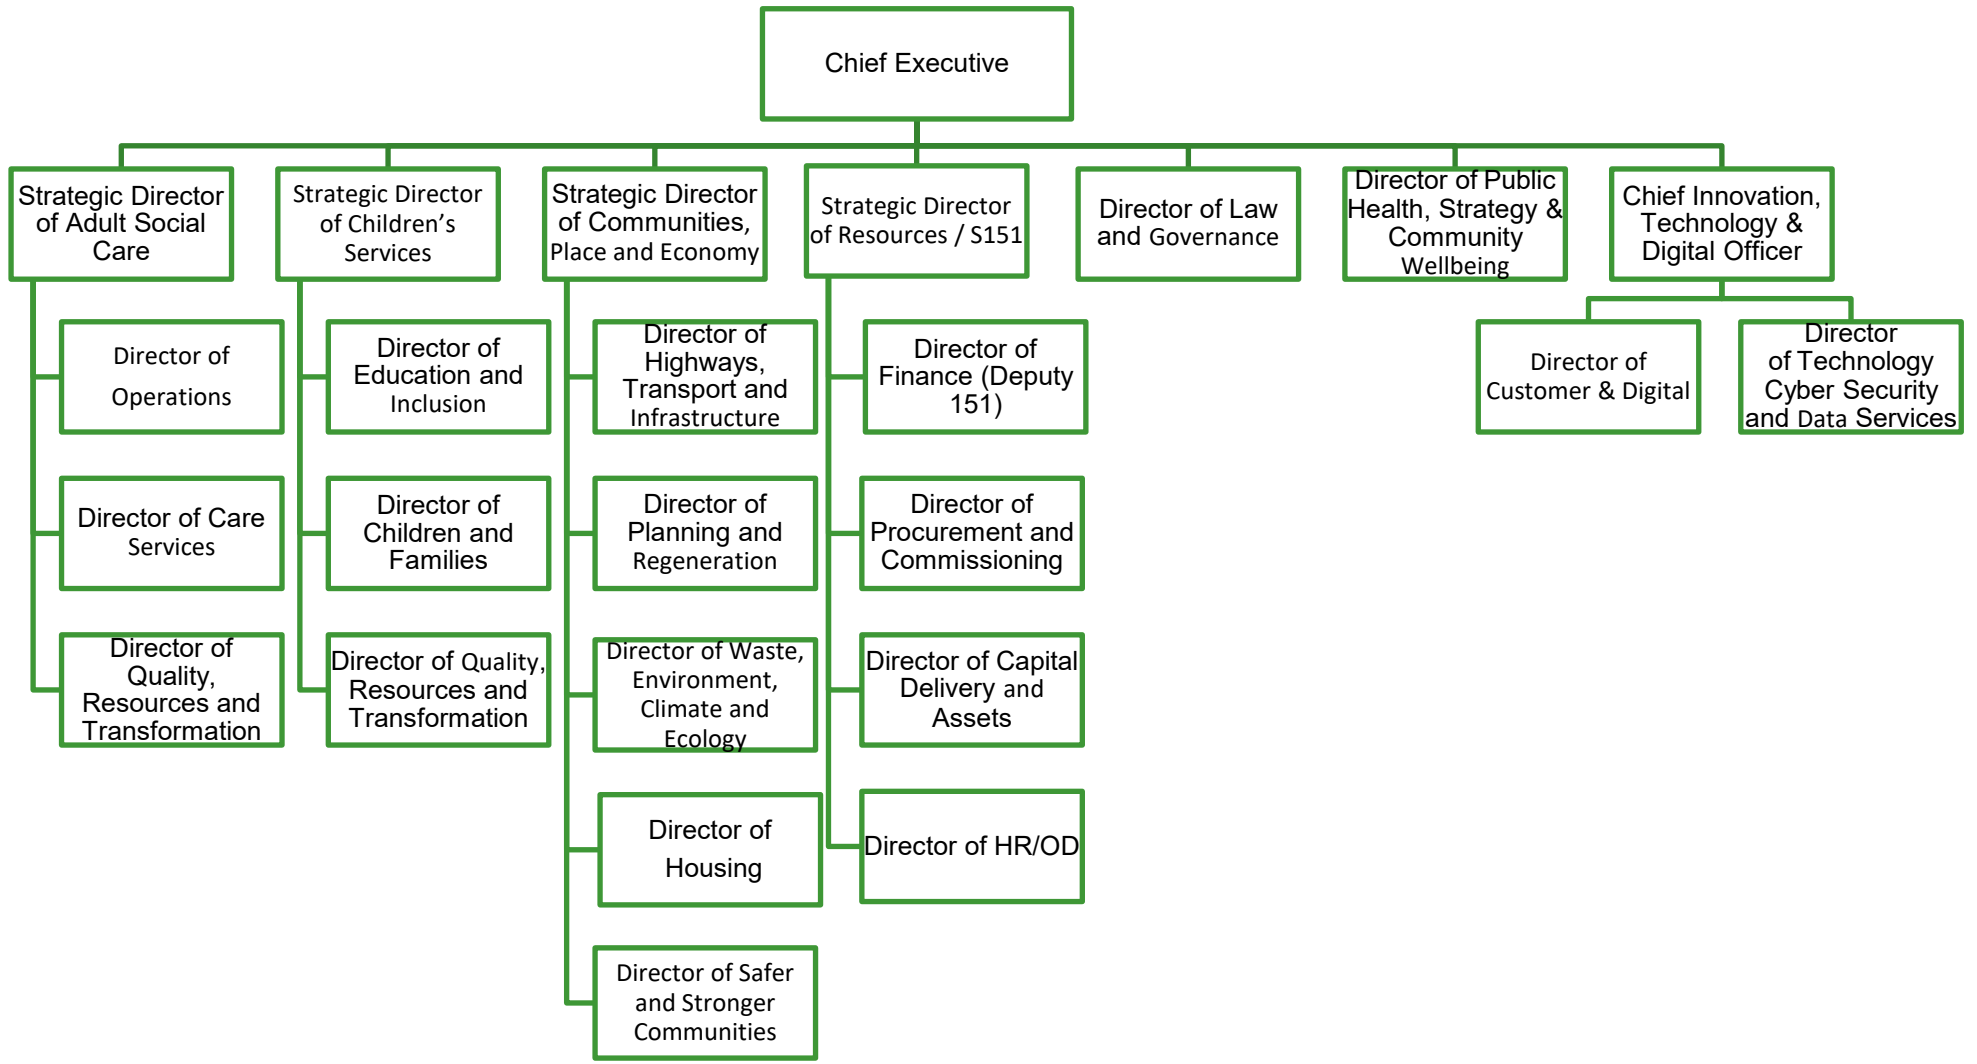 Chief Executive
Strategic Director
of Adult Social
Care
Strategic Director
of Children’s
Services
Strategic Director
of Communities,
Place and Economy
Strategic Director
of Resources / S151
Director of Law
and Governance
Director of Public
Health, Strategy &
Community
Wellbeing
Chief Innovation,
Technology &
Digital Officer
Director of
Operations
Director of
Education and
Inclusion
Director of
Highways,
Transport and
Infrastructure
Director of
Finance (Deputy
151)
Director of
Customer & Digital
Director
of Technology
Cyber Security
and Data Services
Director of Care
Services
Director of
Children and
Families
Director of
Planning and
Regeneration
Director of
Procurement and
Commissioning
Director of
Quality,
Resources and
Transformation
Director of Quality,
Resources and
Transformation
Director of Waste,
Environment,
Climate and
Ecology
Director of Capital
Delivery and
Assets
Director of
Housing
Director of HR/OD
Director of Safer
and Stronger
Communities